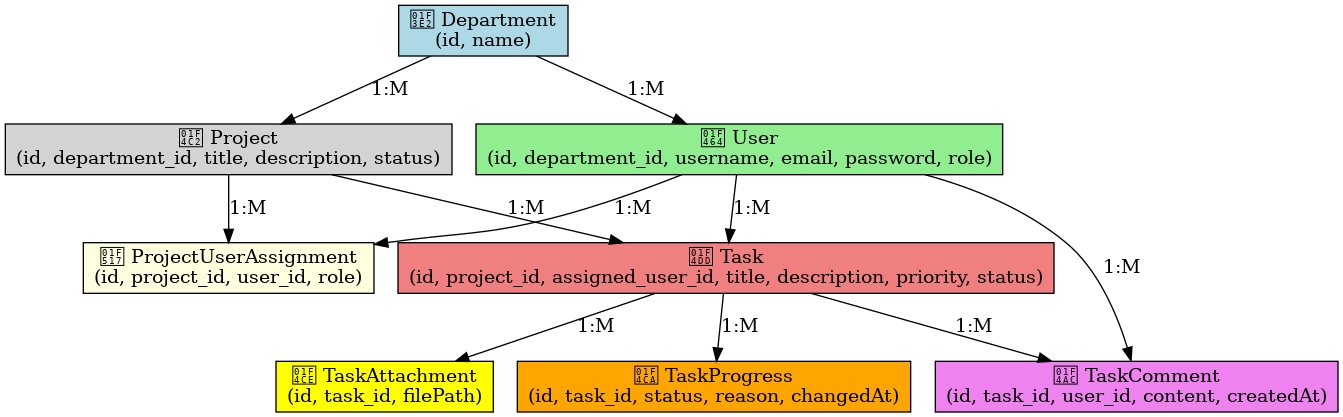 🏢 Department
(id, name)
1:M
1:M
📂 Project
(id, department_id, title, description, status)
👤 User
(id, department_id, username, email, password, role)
1:M
1:M
1:M
1:M
1:M
🔗 ProjectUserAssignment
(id, project_id, user_id, role)
📝 Task
(id, project_id, assigned_user_id, title, description, priority, status)
1:M
1:M
1:M
📎 TaskAttachment
(id, task_id, filePath)
📊 TaskProgress
(id, task_id, status, reason, changedAt)
💬 TaskComment
(id, task_id, user_id, content, createdAt)